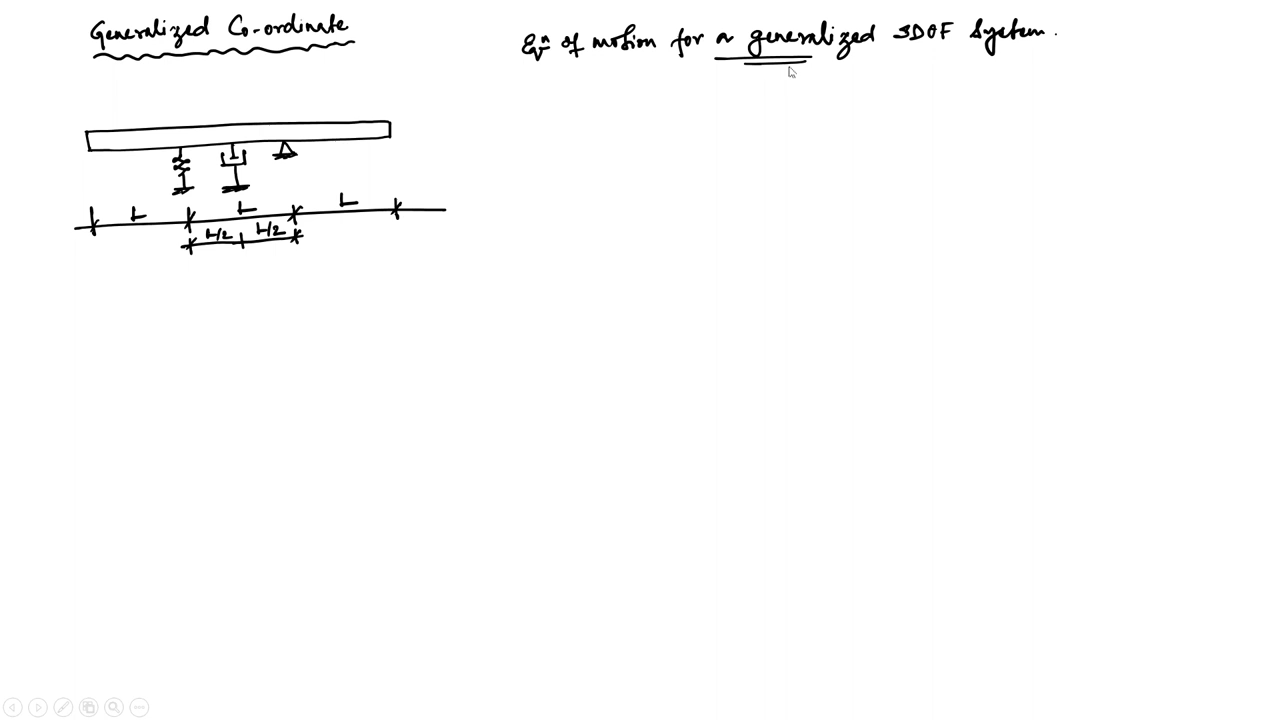 Generalized Co-ordinate
Eqⁿ of motion for a generalized SDOF System.
L L L
L/2 L/2